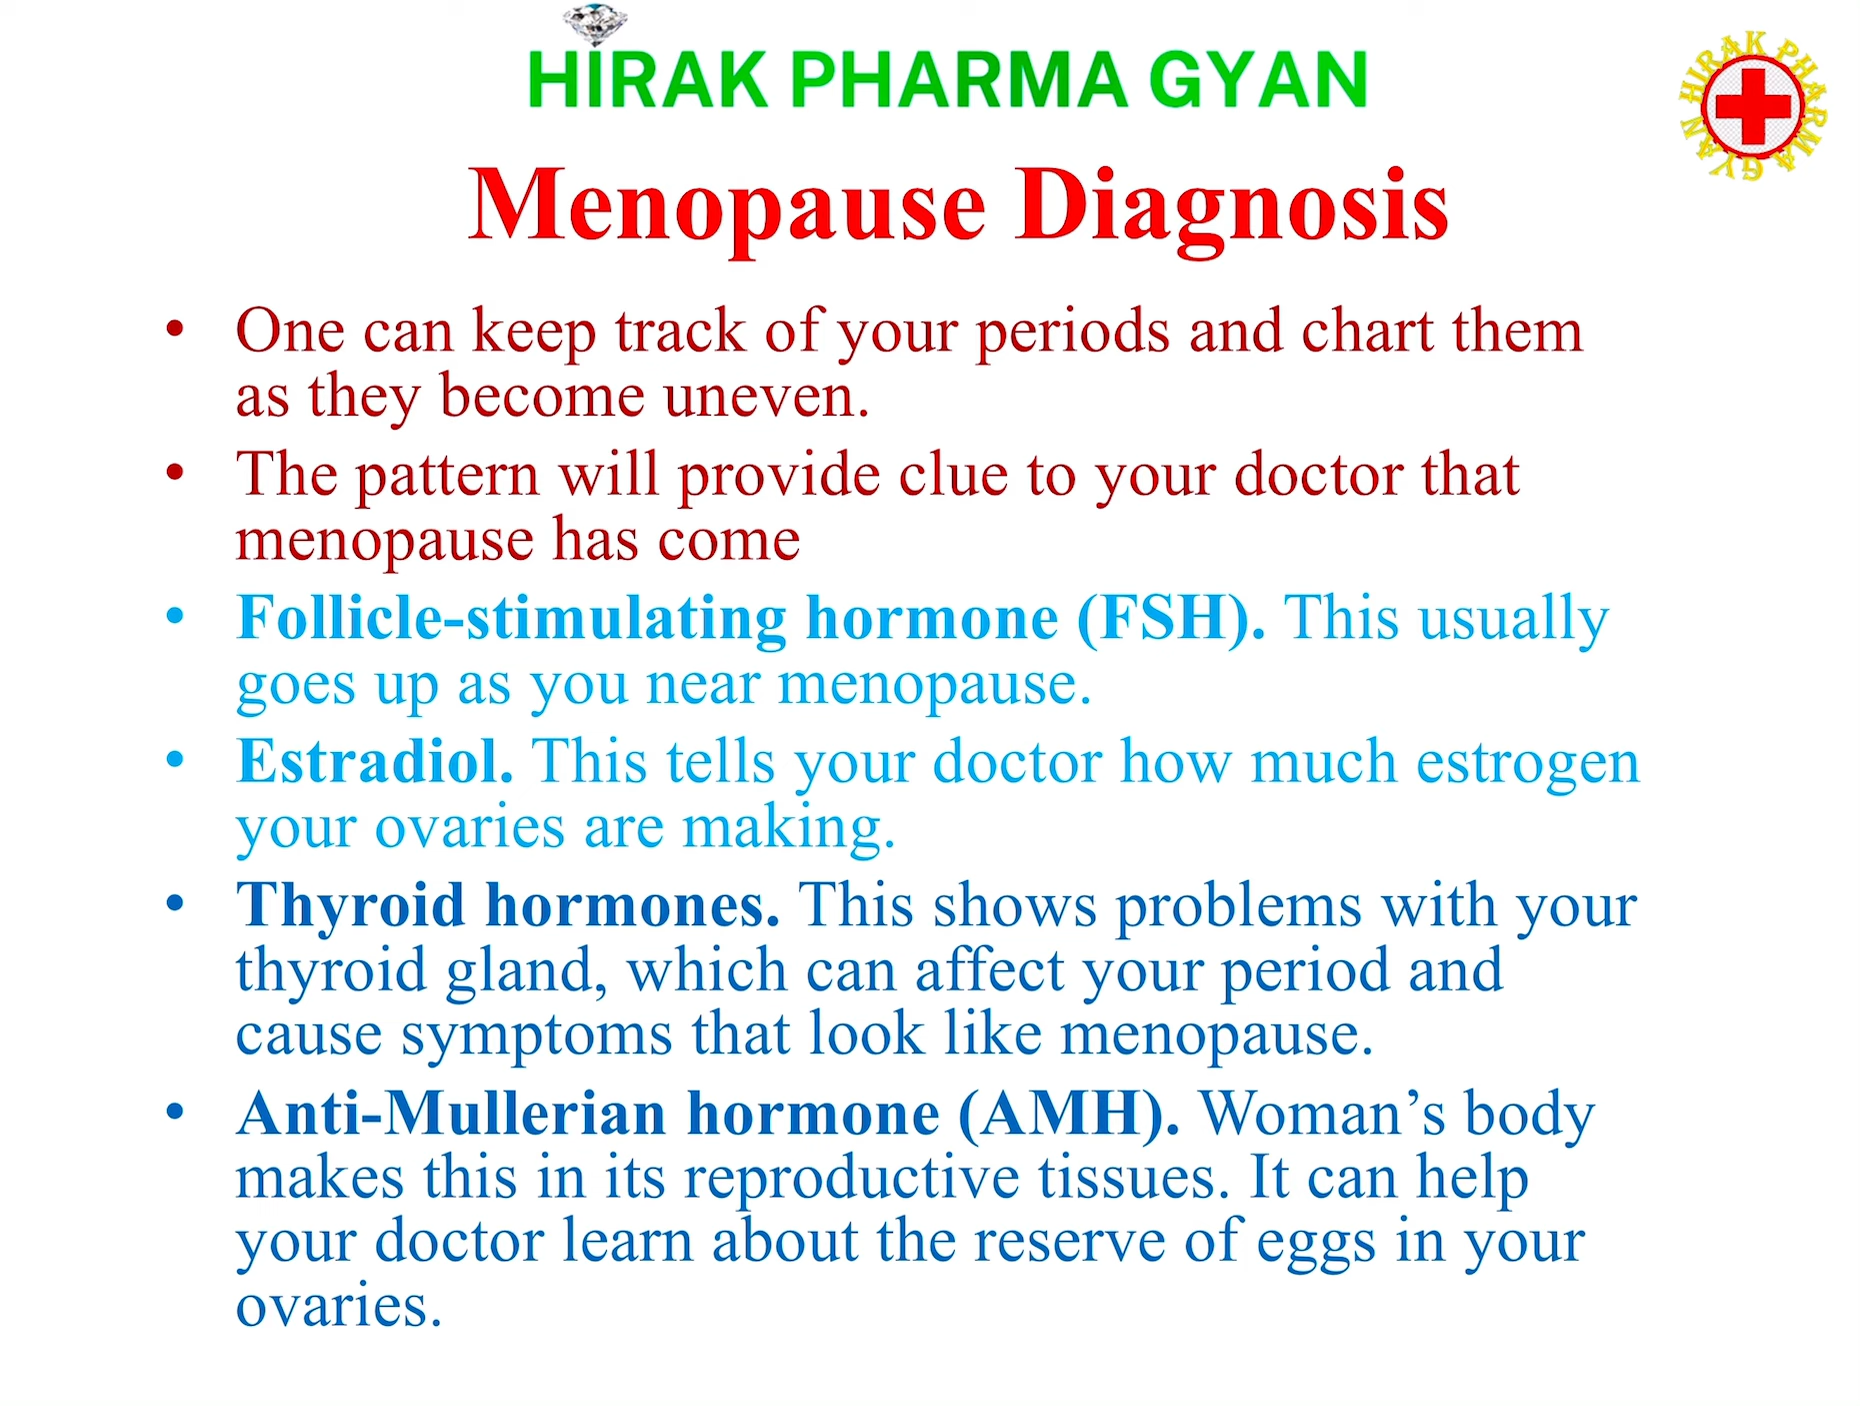 HIRAK PHARMA GYAN
HIRAK PHARMA GYAN
Menopause Diagnosis
• One can keep track of your periods and chart them
as they become uneven.
• The pattern will provide clue to your doctor that
menopause has come
• Follicle-stimulating hormone (FSH). This usually
goes up as you near menopause.
• Estradiol. This tells your doctor how much estrogen
your ovaries are making.
• Thyroid hormones. This shows problems with your
thyroid gland, which can affect your period and
cause symptoms that look like menopause.
• Anti-Mullerian hormone (AMH). Woman’s body
makes this in its reproductive tissues. It can help
your doctor learn about the reserve of eggs in your
ovaries.